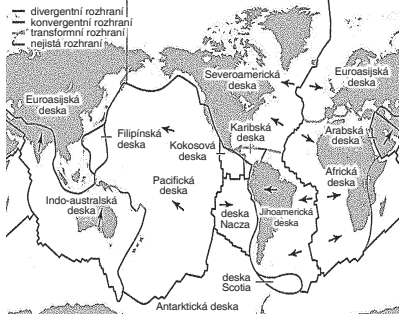 divergentní rozhraní
konvergentní rozhraní
transformní rozhraní
nejistá rozhraní
Severoamerická
deska
Euroasijská
deska
Euroasijská
deska
Filipínská
deska
Karibská
deska
Arabská
deska
Kokosová
deska
Africká
deska
Pacifická
deska
Indo-australská
deska
deska
Nacza
Jihoamerická
deska
deska
Scotia
Antarktická deska